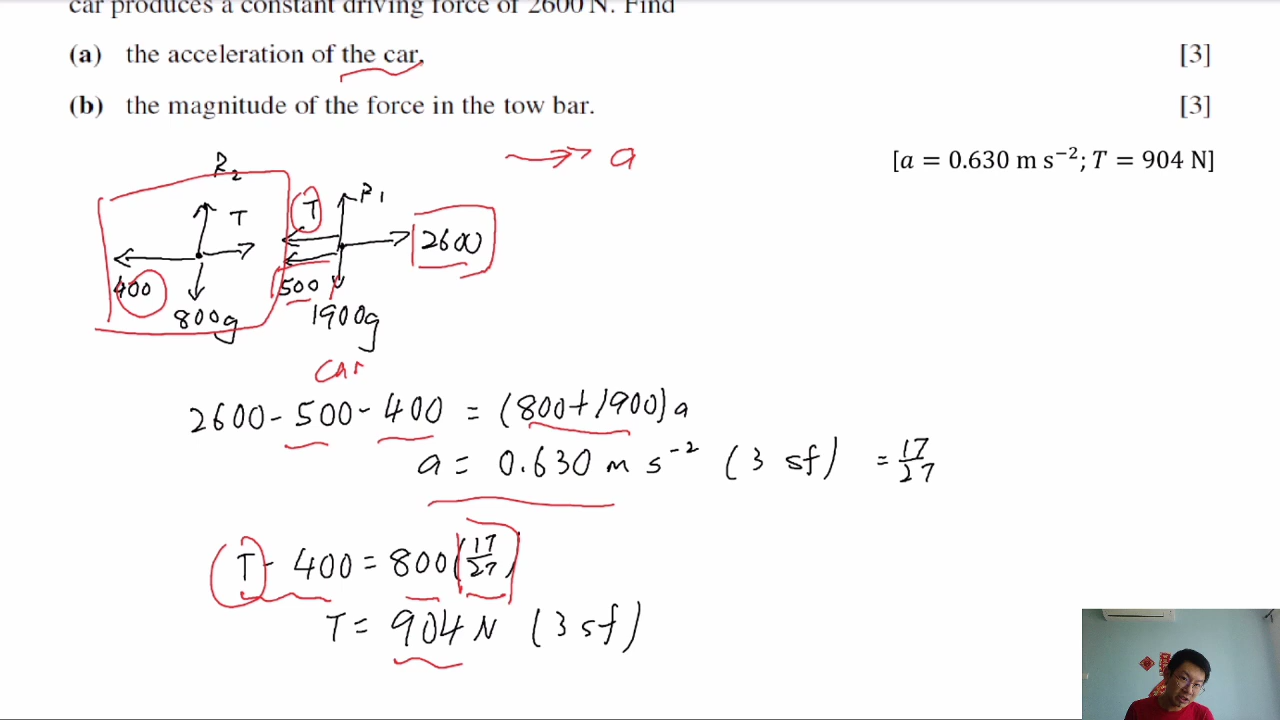 car produces a constant driving force of 2600 N. Find
(a) the acceleration of the car, [3]
(b) the magnitude of the force in the tow bar. [3]
[a = 0.630 m s⁻²; T = 904 N]
a
R₂
T
400
800g
T
R₁
2600
500
1900g
car
2600 - 500 - 400 = (800 + 1900) a
a = 0.630 m s⁻² (3 sf) = 17/27
T - 400 = 800 (17/27)
T = 904 N (3 sf)